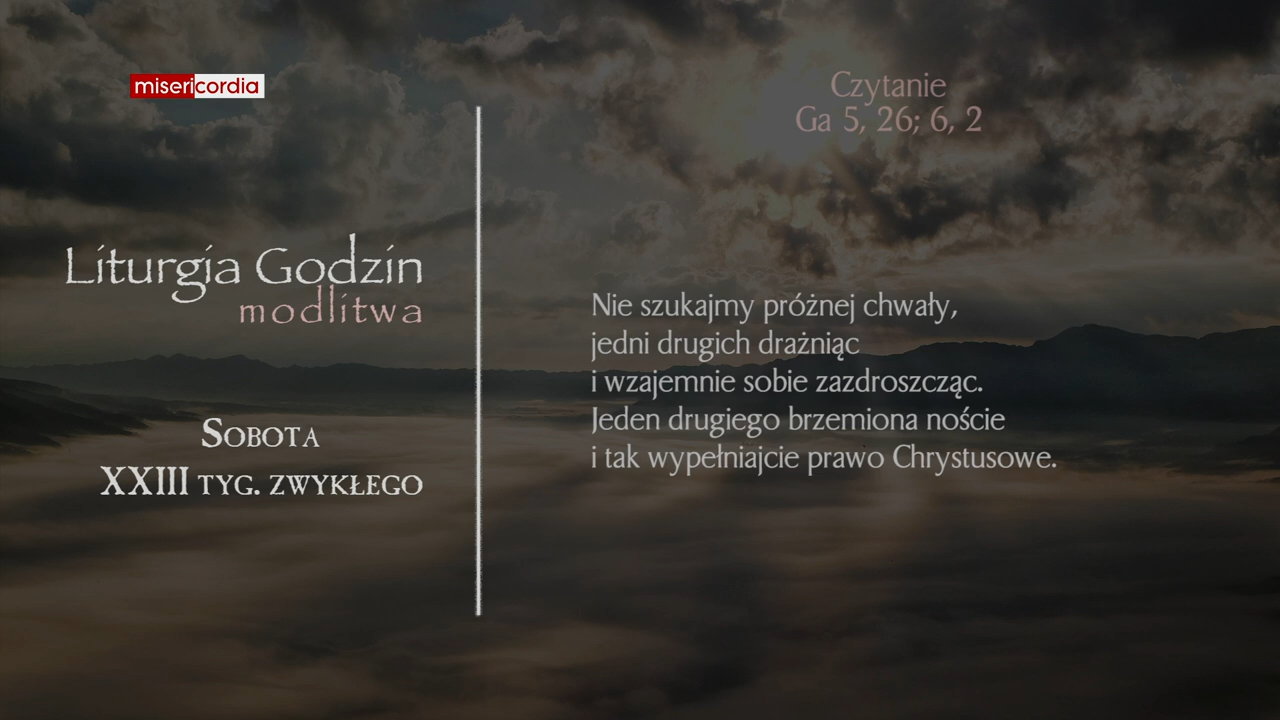 misericordia
Liturgia Godzin
modlitwa
Sobota
XXIII tyg. zwykłego
Czytanie
Ga 5, 26; 6, 2
Nie szukajmy próżnej chwały,
jedni drugich drażniąc
i wzajemnie sobie zazdroszcząc.
Jeden drugiego brzemiona noście
i tak wypełniajcie prawo Chrystusowe.